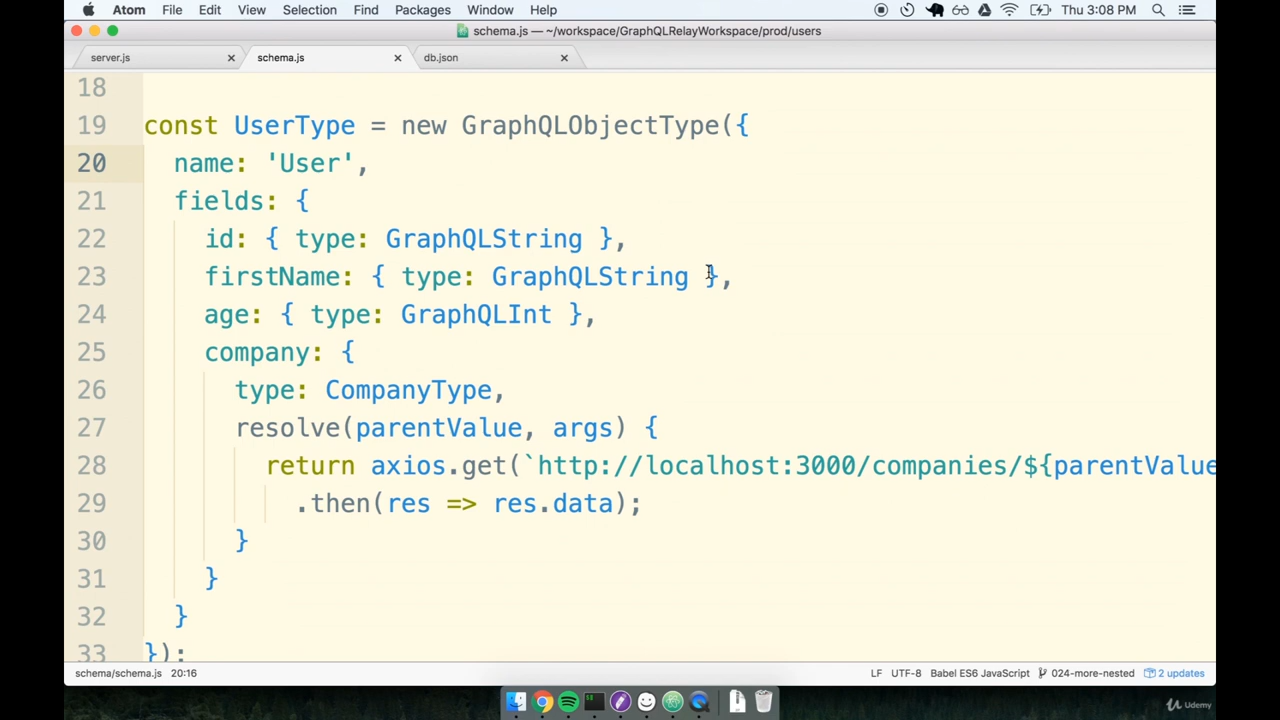 Atom File Edit View Selection Find Packages Window Help Thu 3:08 PM
schema.js — ~/workspace/GraphQLRelayWorkspace/prod/users
server.js schema.js db.json
18
19 const UserType = new GraphQLObjectType({
20 name: 'User',
21 fields: {
22 id: { type: GraphQLString },
23 firstName: { type: GraphQLString },
24 age: { type: GraphQLInt },
25 company: {
26 type: CompanyType,
27 resolve(parentValue, args) {
28 return axios.get(`http://localhost:3000/companies/${parentValue
29 .then(res => res.data);
30 }
31 }
32 }
33 });
schema/schema.js 20:16 LF UTF-8 Babel ES6 JavaScript 024-more-nested 2 updates
Udemy